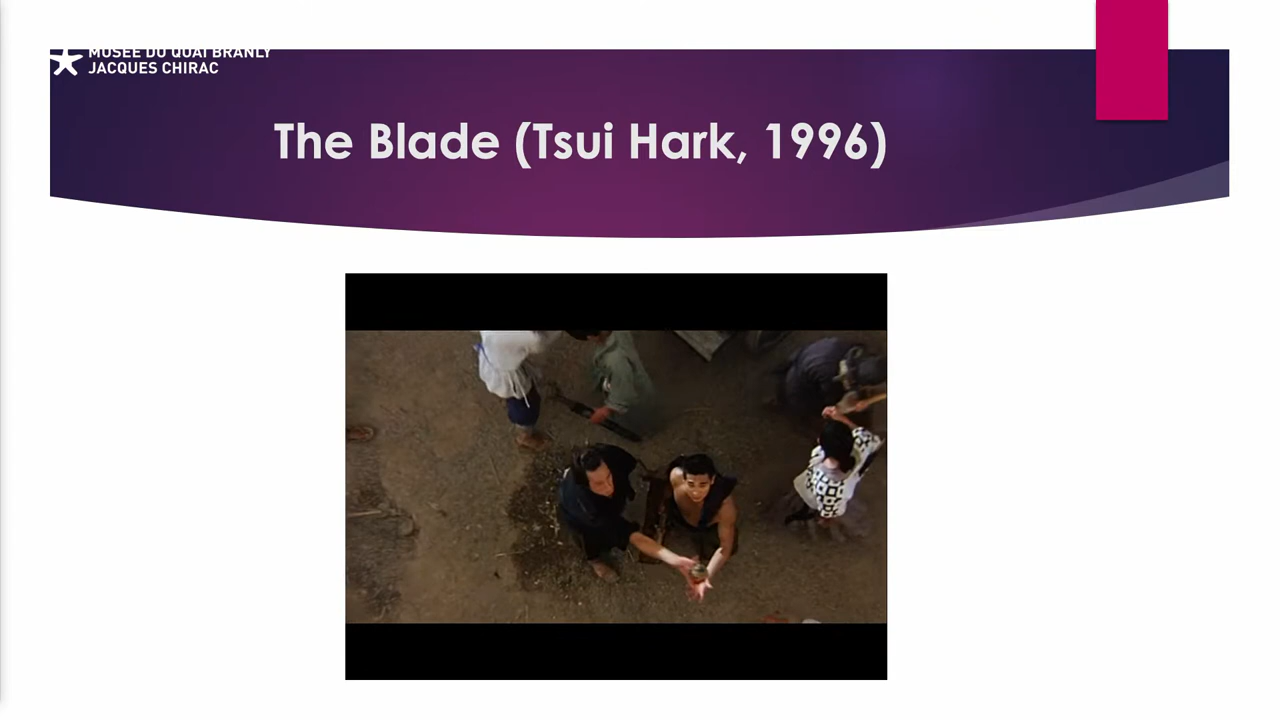 MUSÉE DU QUAI BRANLY
JACQUES CHIRAC
The Blade (Tsui Hark, 1996)